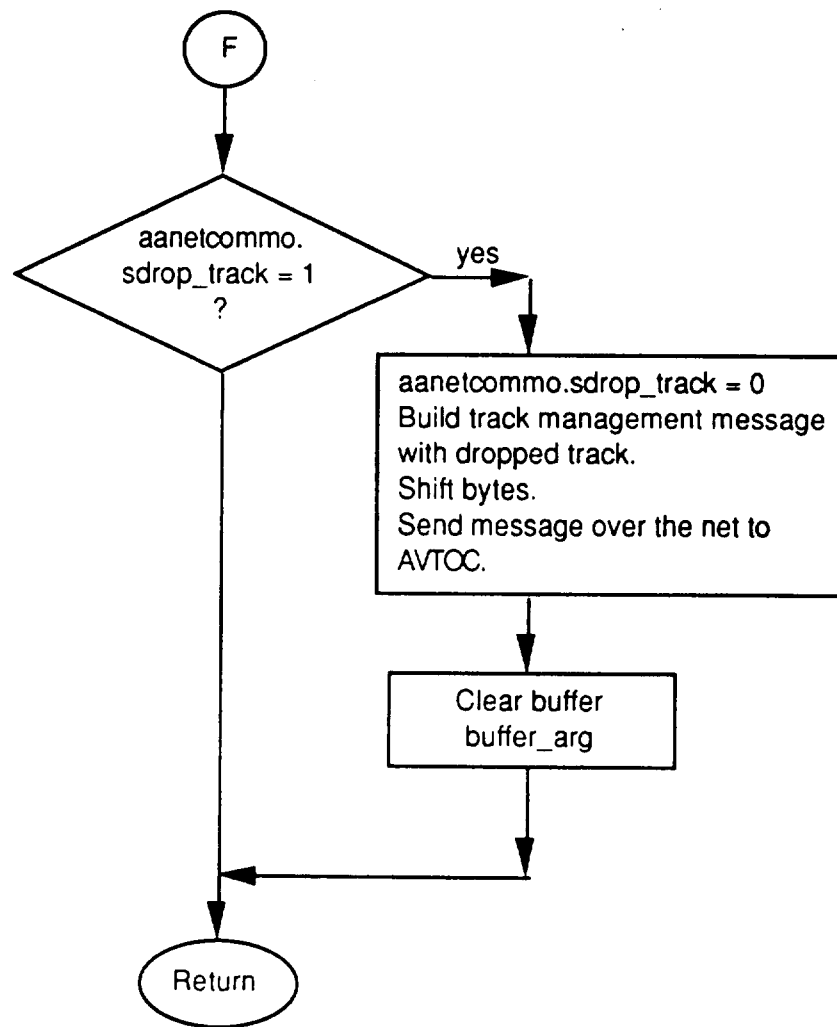 F
aanetcommo.
sdrop_track = 1
?
yes
aanetcommo.sdrop_track = 0
Build track management message
with dropped track.
Shift bytes.
Send message over the net to
AVTOC.
Clear buffer
buffer_arg
Return